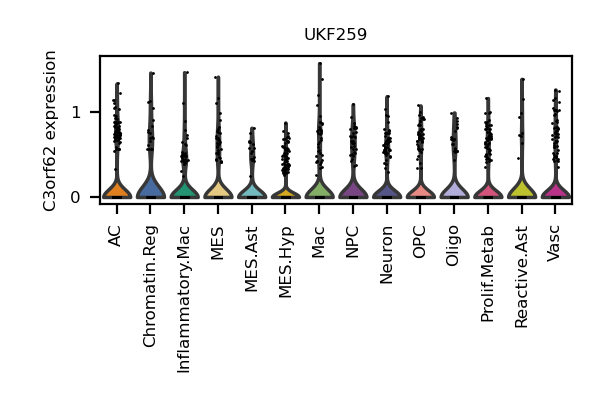 UKF259
C3orf62 expression
1
0
AC
Chromatin.Reg
Inflammatory.Mac
MES
MES.Ast
MES.Hyp
Mac
NPC
Neuron
OPC
Oligo
Prolif.Metab
Reactive.Ast
Vasc